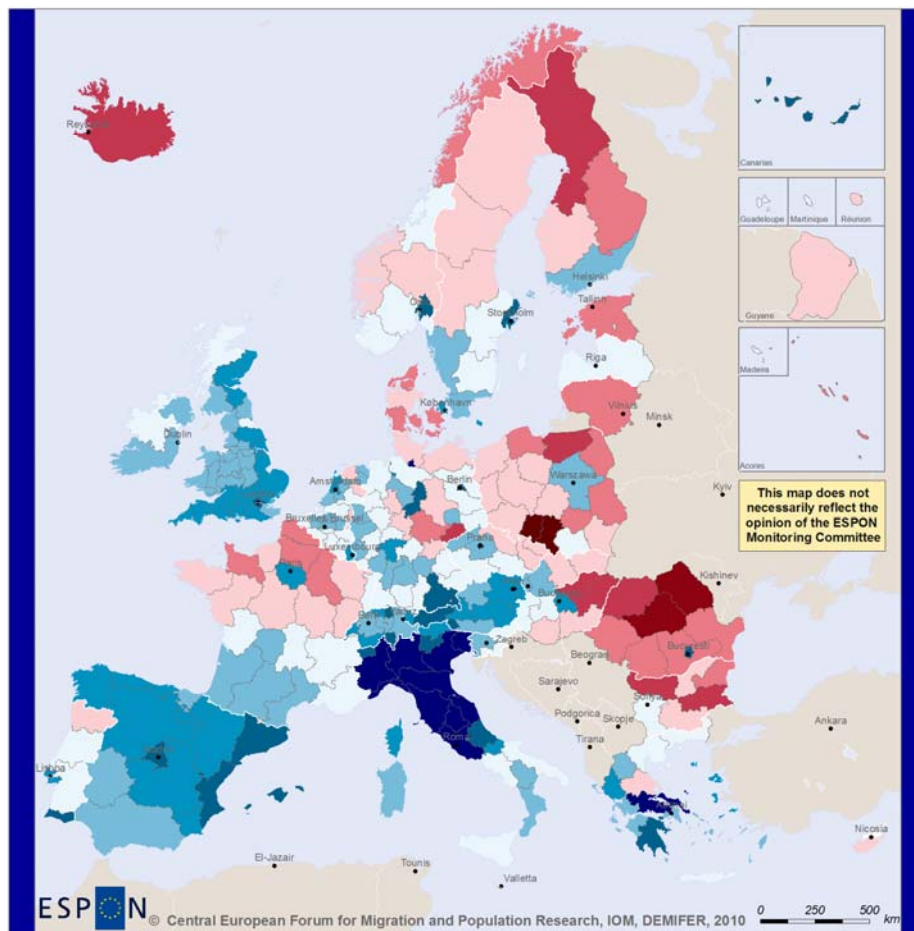 Reykjavik
Canarias
Guadeloupe
Martinique
Réunion
Guyane
Madeira
Acores
Helsinki
Tallinn
Stockholm
Riga
København
Vilnius
Minsk
Dublin
Amsterdam
Berlin
Warszawa
Kyiv
This map does not
necessarily reflect the
opinion of the ESPON
Monitoring Committee
Bruxelles/Brussel
Praha
Luxembourg
Kishinev
Zagreb
Bucuresti
Beograd
Sarajevo
Sofiya
Podgorica
Skopje
Ankara
Roma
Tirana
Lisboa
Nicosia
El-Jazair
Tounis
Valletta
ESPON
© Central European Forum for Migration and Population Research, IOM, DEMIFER, 2010
0 250 500
km